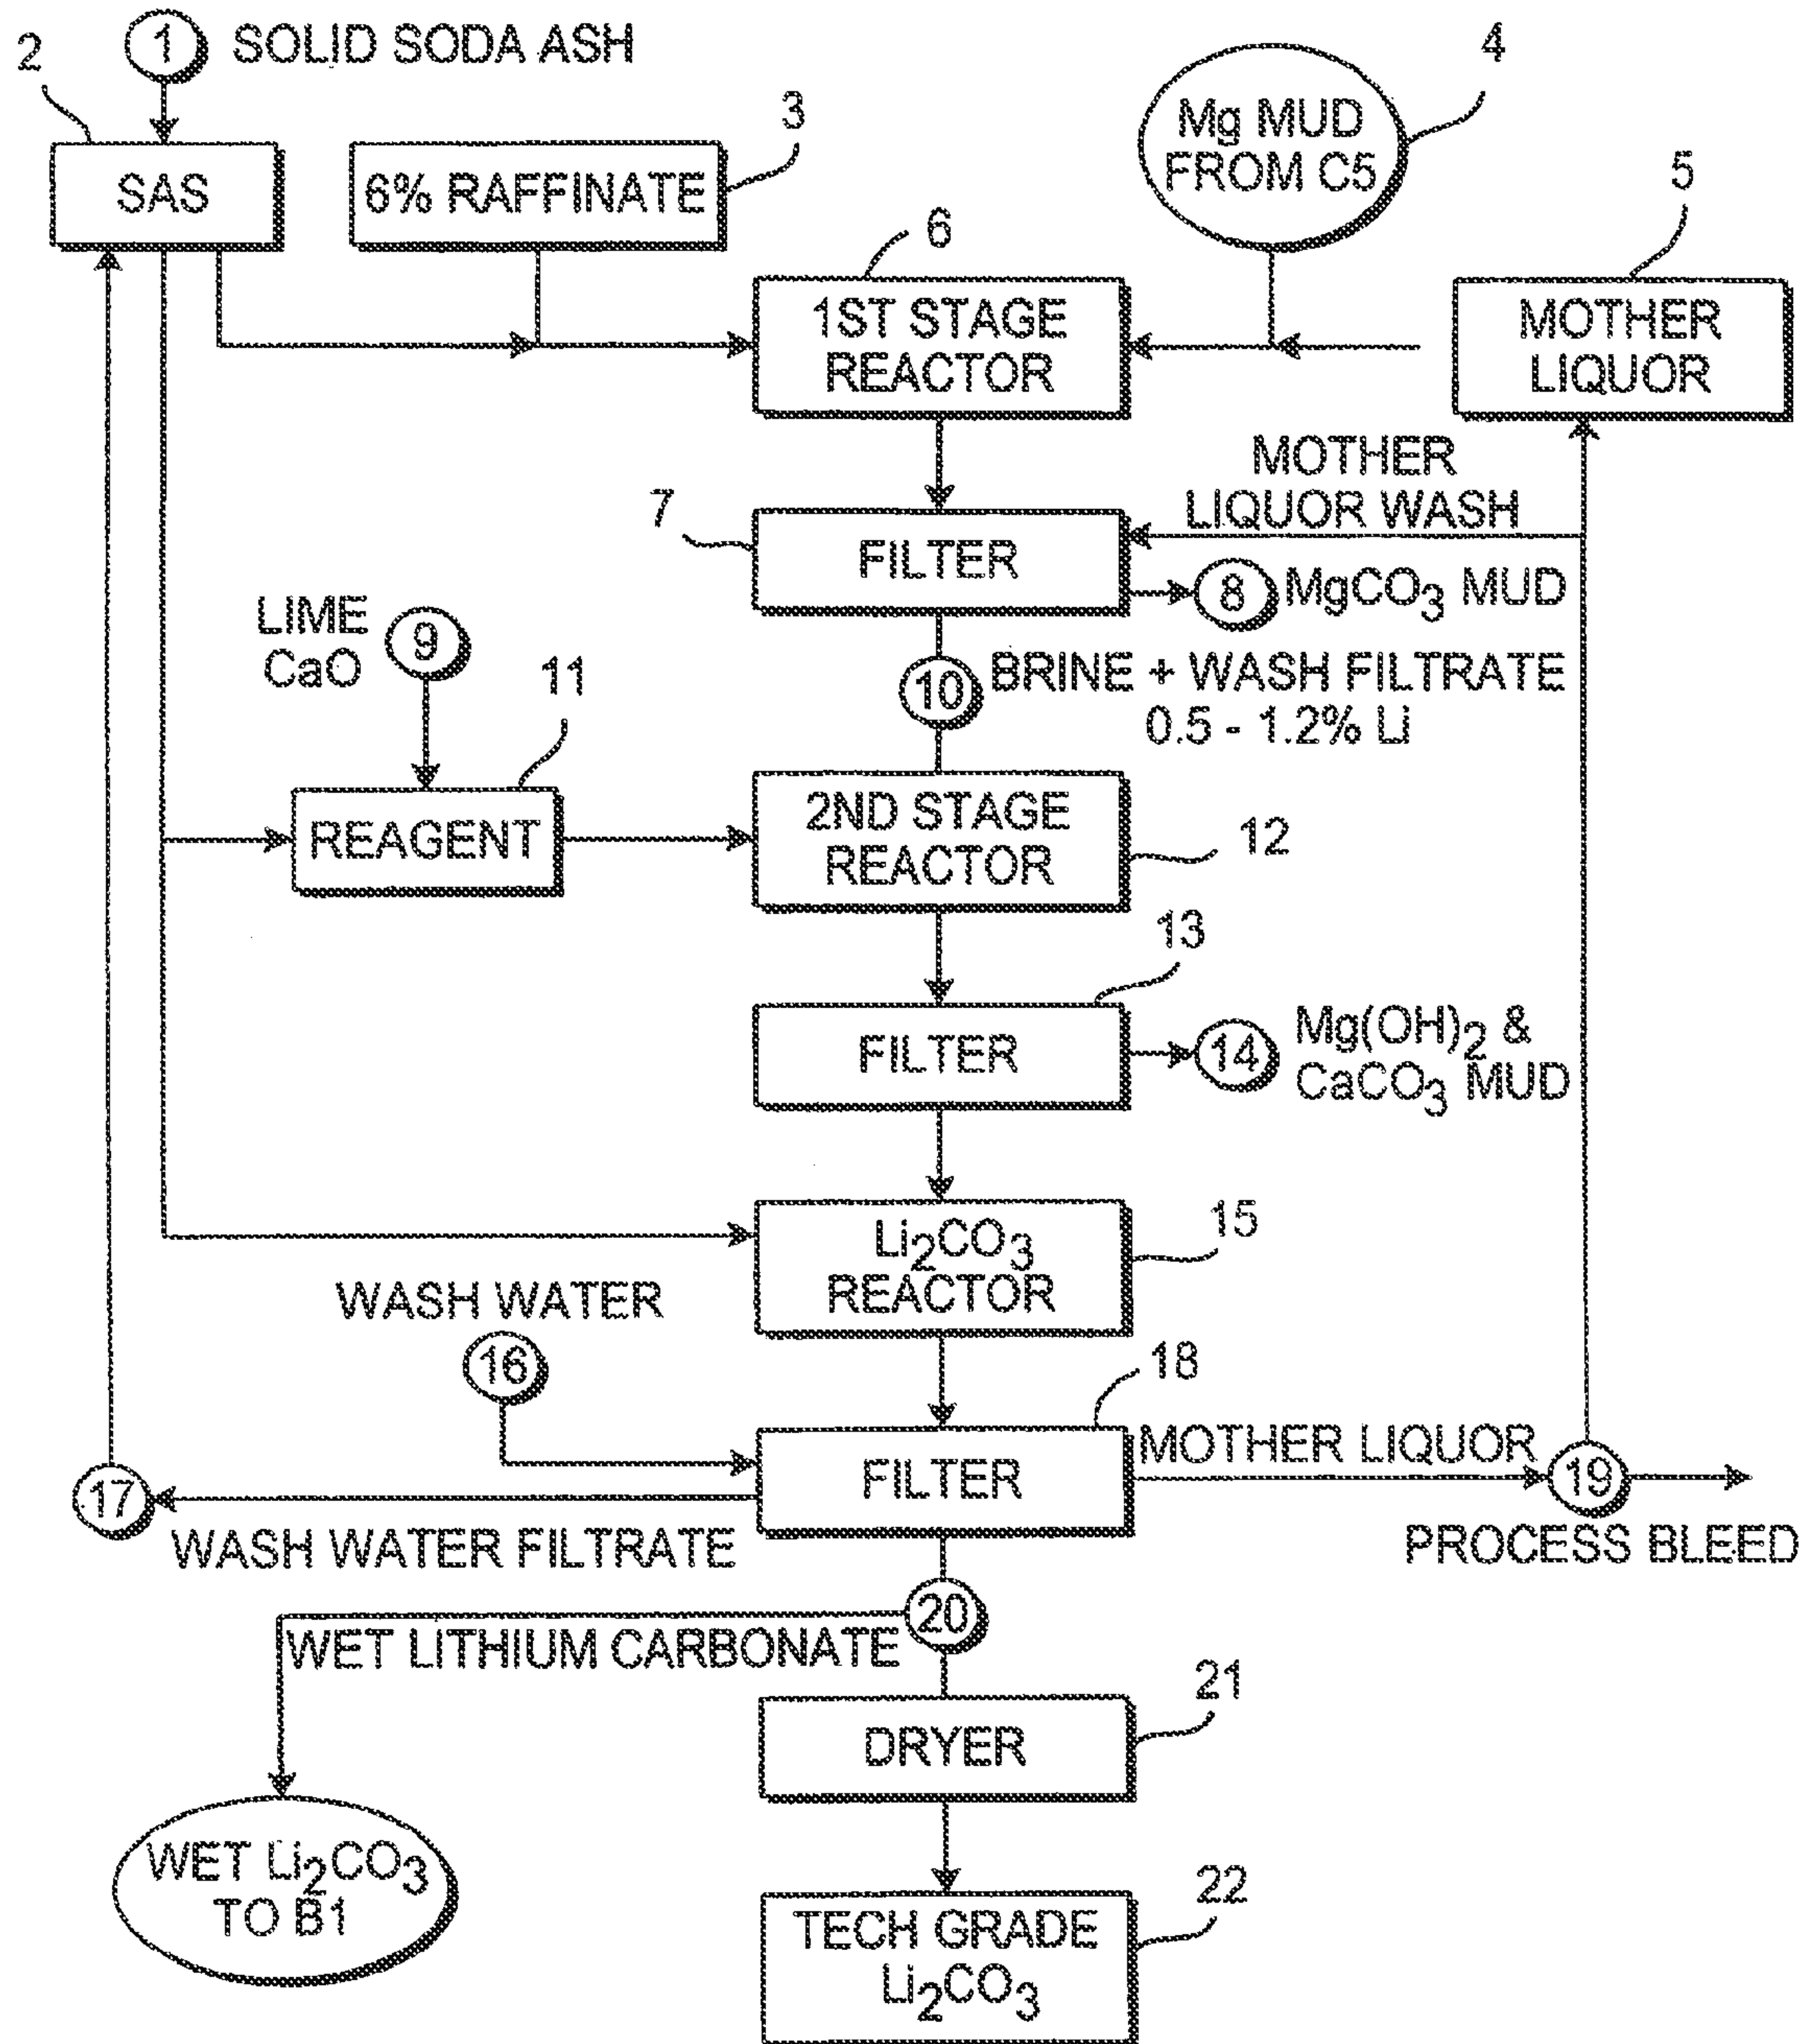 1 SOLID SODA ASH
2
SAS
6% RAFFINATE
3
Mg MUD
FROM C5
4
MOTHER
LIQUOR
5
6
1ST STAGE
REACTOR
MOTHER
LIQUOR WASH
7
FILTER
8 MgCO3 MUD
LIME
CaO
9
10 BRINE + WASH FILTRATE
0.5 - 1.2% Li
11
REAGENT
2ND STAGE
REACTOR
12
13
FILTER
14 Mg(OH)2 &
CaCO3 MUD
Li2CO3
REACTOR
15
WASH WATER
16
18
FILTER
MOTHER LIQUOR
19
PROCESS BLEED
17
WASH WATER FILTRATE
20
WET LITHIUM CARBONATE
21
DRYER
WET Li2CO3
TO B1
22
TECH GRADE
Li2CO3